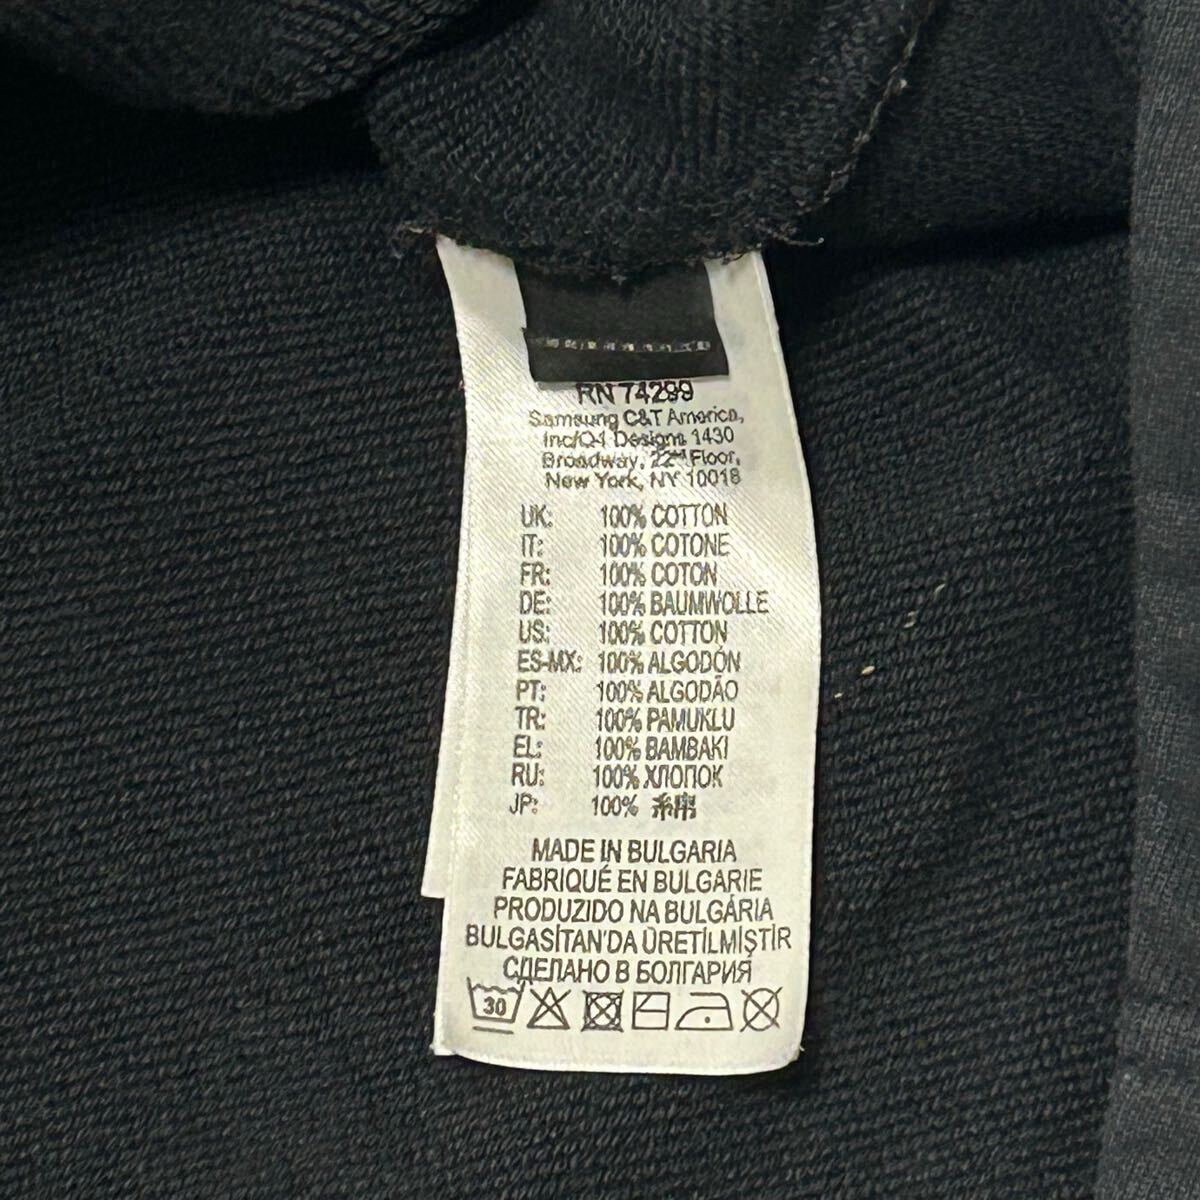 RN 74299
Samsung C&T America,
Inc/Q4 Designs 1430
Broadway, 22nd Floor,
New York, NY 10018
UK: 100% COTTON
IT: 100% COTONE
FR: 100% COTON
DE: 100% BAUMWOLLE
US: 100% COTTON
ES-MX: 100% ALGODÓN
PT: 100% ALGODÃO
TR: 100% PAMUKLU
EL: 100% BAMBAKI
RU: 100% ХЛОПОК
JP: 100%
MADE IN BULGARIA
FABRIQUÉ EN BULGARIE
PRODUZIDO NA BULGÁRIA
BULGASİTAN'DA ÜRETİLMİŞTİR
СДЕЛАНО В БОЛГАРИЯ
30